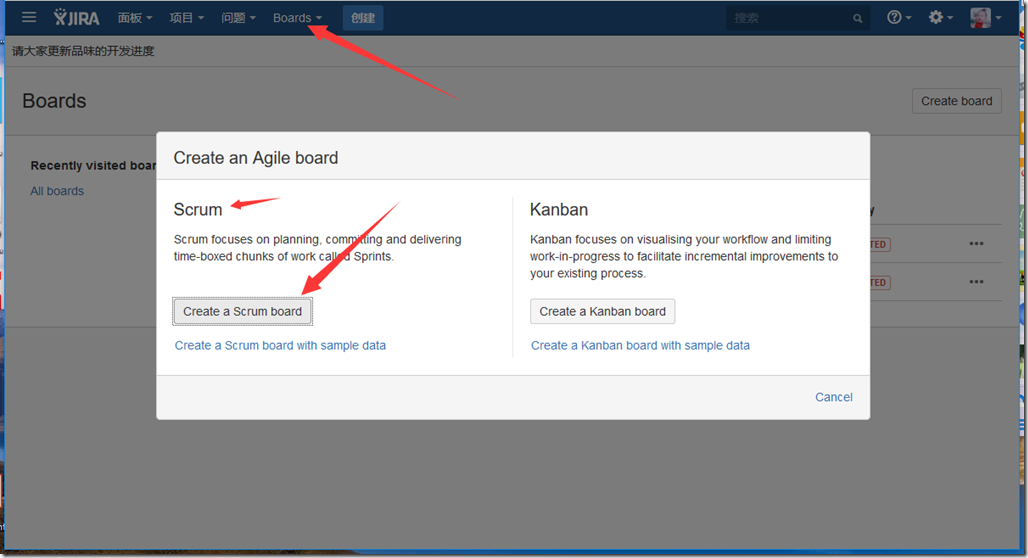 JIRA 面板 项目 问题 Boards 创建 搜索
请大家更新品味的开发进度
Boards
Create board
Create an Agile board
Recently visited boar
All boards
Scrum
Scrum focuses on planning, committing and delivering
time-boxed chunks of work called Sprints.
Create a Scrum board
Create a Scrum board with sample data
Kanban
Kanban focuses on visualising your workflow and limiting
work-in-progress to facilitate incremental improvements to
your existing process.
Create a Kanban board
Create a Kanban board with sample data
y
TED
TED
Cancel